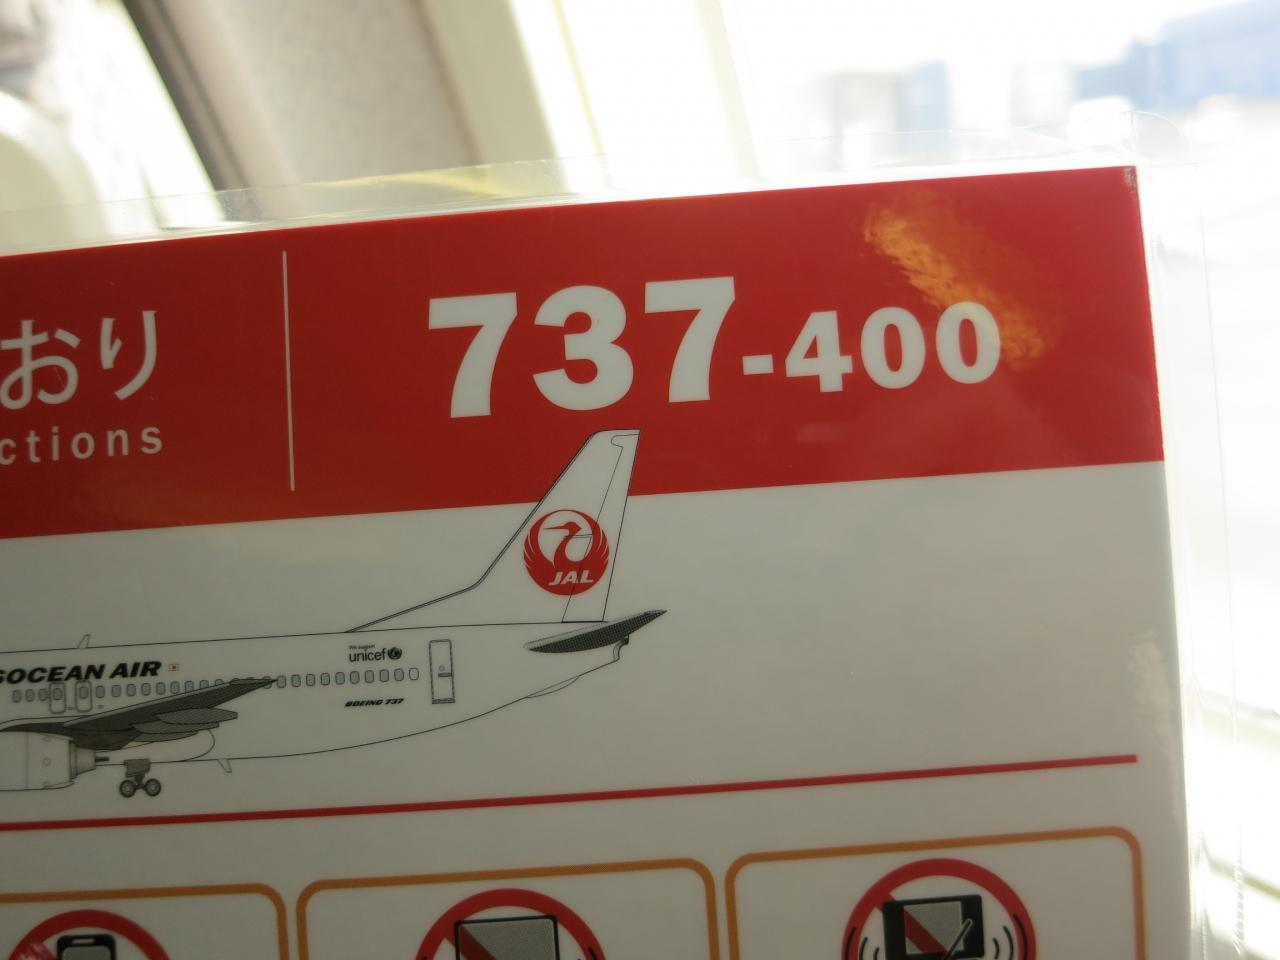 おり
737-400
ctions
JAL
We support
unicef
SOCEAN AIR
BOEING 737